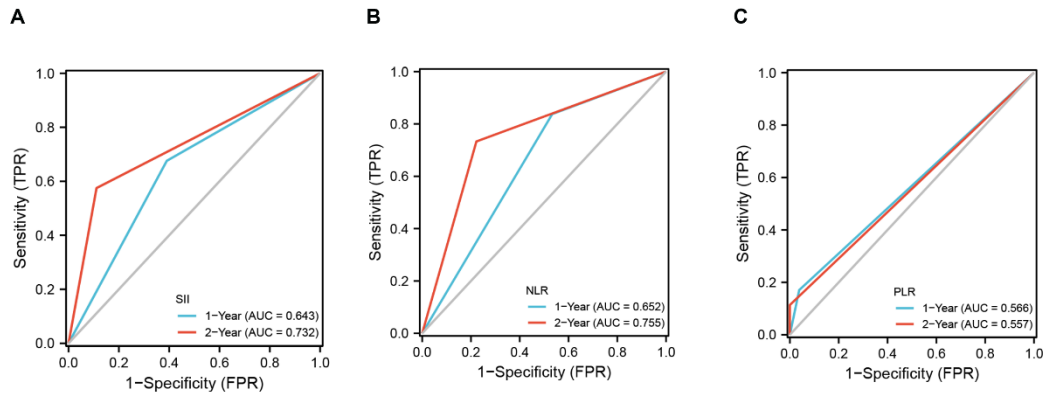 A
B
C
1.0
0.8
0.6
0.4
0.2
0.0
Sensitivity (TPR)
SII
1-Year (AUC = 0.643)
2-Year (AUC = 0.732)
0.0 0.2 0.4 0.6 0.8 1.0
1-Specificity (FPR)
1.0
0.8
0.6
0.4
0.2
0.0
Sensitivity (TPR)
NLR
1-Year (AUC = 0.652)
2-Year (AUC = 0.755)
0.0 0.2 0.4 0.6 0.8 1.0
1-Specificity (FPR)
1.0
0.8
0.6
0.4
0.2
0.0
Sensitivity (TPR)
PLR
1-Year (AUC = 0.566)
2-Year (AUC = 0.557)
0.0 0.2 0.4 0.6 0.8 1.0
1-Specificity (FPR)